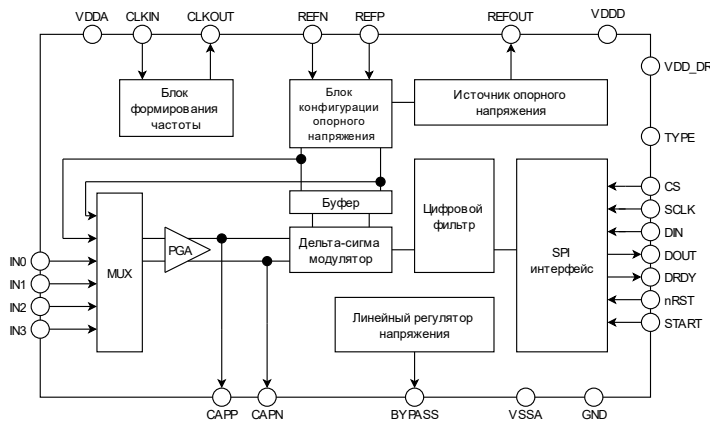 VDDA
CLKIN
CLKOUT
REFN
REFP
REFOUT
VDDD
VDD_DR
Блок
формирования
частоты
Блок
конфигурации
опорного
напряжения
Источник опорного
напряжения
TYPE
Буфер
Цифровой
фильтр
SPI
интерфейс
CS
SCLK
DIN
DOUT
DRDY
nRST
START
MUX
PGA
Дельта-сигма
модулятор
IN0
IN1
IN2
IN3
Линейный регулятор
напряжения
CAPP
CAPN
BYPASS
VSSA
GND